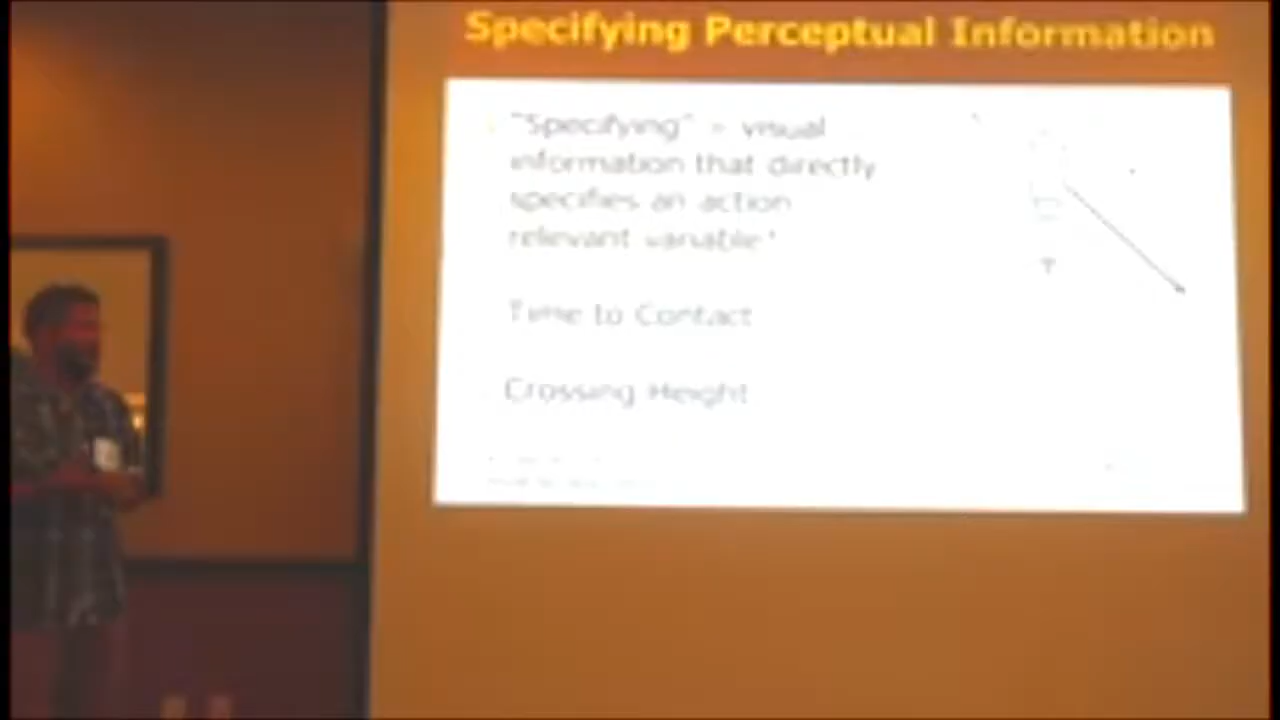 Specifying Perceptual Information
"Specifying" = visual
information that directly
specifies an action
relevant variable*
Time to Contact
Crossing Height